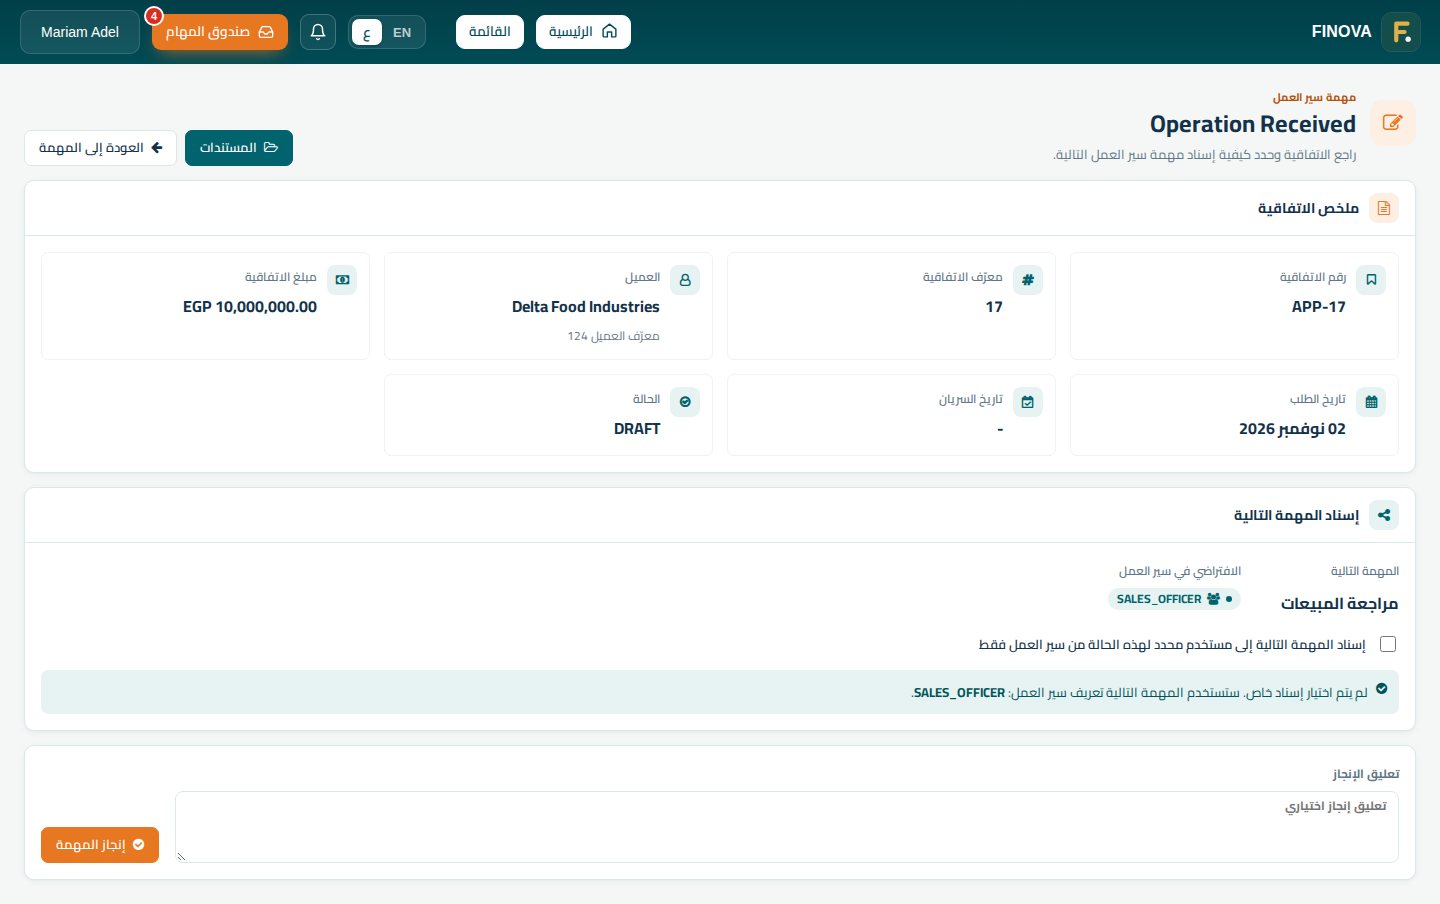 FINOVA
F.
الرئيسية
القائمة
EN
ع
صندوق المهام
4
Mariam Adel
مهمة سير العمل
Operation Received
راجع الاتفاقية وحدد كيفية إسناد مهمة سير العمل التالية.
المستندات
العودة إلى المهمة
ملخص الاتفاقية
رقم الاتفاقية
APP-17
معرّف الاتفاقية
17
العميل
Delta Food Industries
معرّف العميل 124
مبلغ الاتفاقية
EGP 10,000,000.00
تاريخ الطلب
02 نوفمبر 2026
تاريخ السريان
-
الحالة
DRAFT
إسناد المهمة التالية
المهمة التالية
مراجعة المبيعات
الافتراضي في سير العمل
SALES_OFFICER
إسناد المهمة التالية إلى مستخدم محدد لهذه الحالة من سير العمل فقط
لم يتم اختيار إسناد خاص. ستستخدم المهمة التالية تعريف سير العمل: SALES_OFFICER.
تعليق الإنجاز
تعليق إنجاز اختياري
إنجاز المهمة